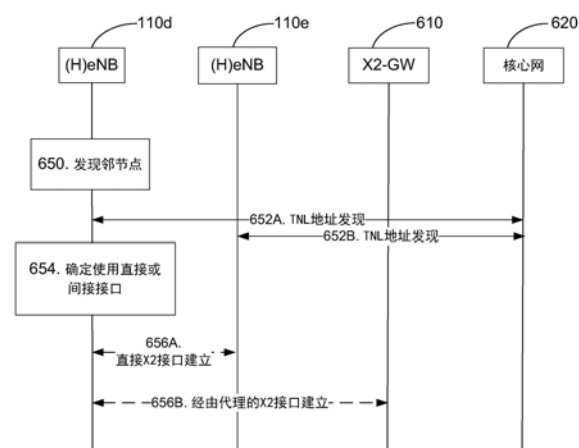 110d
110e
610
620
(H)eNB
(H)eNB
X2-GW
核心网
650. 发现邻节点
652A. TNL地址发现
652B. TNL地址发现
654. 确定使用直接或
间接接口
656A.
直接X2接口建立
656B. 经由代理的X2接口建立